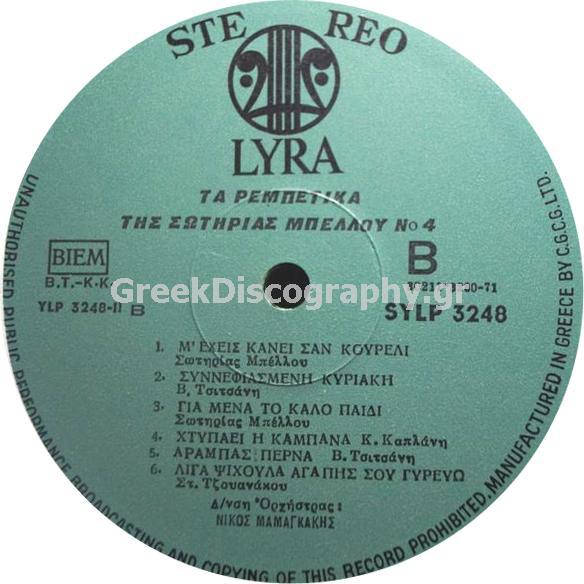 STEREO
LYRA
ΤΑ ΡΕΜΠΕΤΙΚΑ
ΤΗΣ ΣΩΤΗΡΙΑΣ ΜΠΕΛΛΟΥ Νο 4
BIEM
B.T.-K.K.
B
YLP 3248-II B
SYLP 3248
GreekDiscography.gr
1. Μ' ΕΧΕΙΣ ΚΑΝΕΙ ΣΑΝ ΚΟΥΡΕΛΙ
Σωτηρίας Μπέλλου
2. ΣΥΝΝΕΦΙΑΣΜΕΝΗ ΚΥΡΙΑΚΗ
Β. Τσιτσάνη
3. ΓΙΑ ΜΕΝΑ ΤΟ ΚΑΛΟ ΠΑΙΔΙ
Σωτηρίας Μπέλλου
4. ΧΤΥΠΑΕΙ Η ΚΑΜΠΑΝΑ Κ. Καπλάνη
5. ΑΡΑΜΠΑΣ ΠΕΡΝΑ Β. Τσιτσάνη
6. ΛΙΓΑ ΨΙΧΟΥΛΑ ΑΓΑΠΗΣ ΣΟΥ ΓΥΡΕΥΩ
Στ. Τζουανάκου
Δ/νση Ὀρχήστρας:
ΝΙΚΟΣ ΜΑΜΑΓΚΑΚΗΣ
UNAUTHORISED PUBLIC PERFORMANCE BROADCASTING AND COPYING OF THIS RECORD PROHIBITED. MANUFACTURED IN GREECE BY C.G.C.G. LTD.